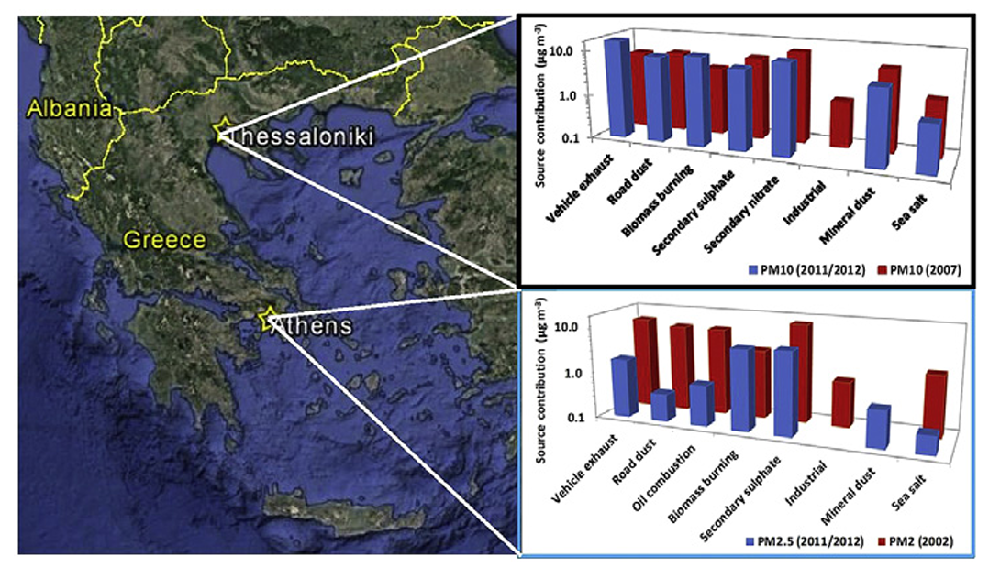 Albania
Thessaloniki
Greece
Athens
Source contribution (µg m-3)
10.0
1.0
0.1
Vehicle exhaust
Road dust
Biomass burning
Secondary sulphate
Secondary nitrate
Industrial
Mineral dust
Sea salt
PM10 (2011/2012) PM10 (2007)
Source contribution (µg m-3)
10.0
1.0
0.1
Vehicle exhaust
Road dust
Oil combustion
Biomass burning
Secondary sulphate
Industrial
Mineral dust
Sea salt
PM2.5 (2011/2012) PM2 (2002)